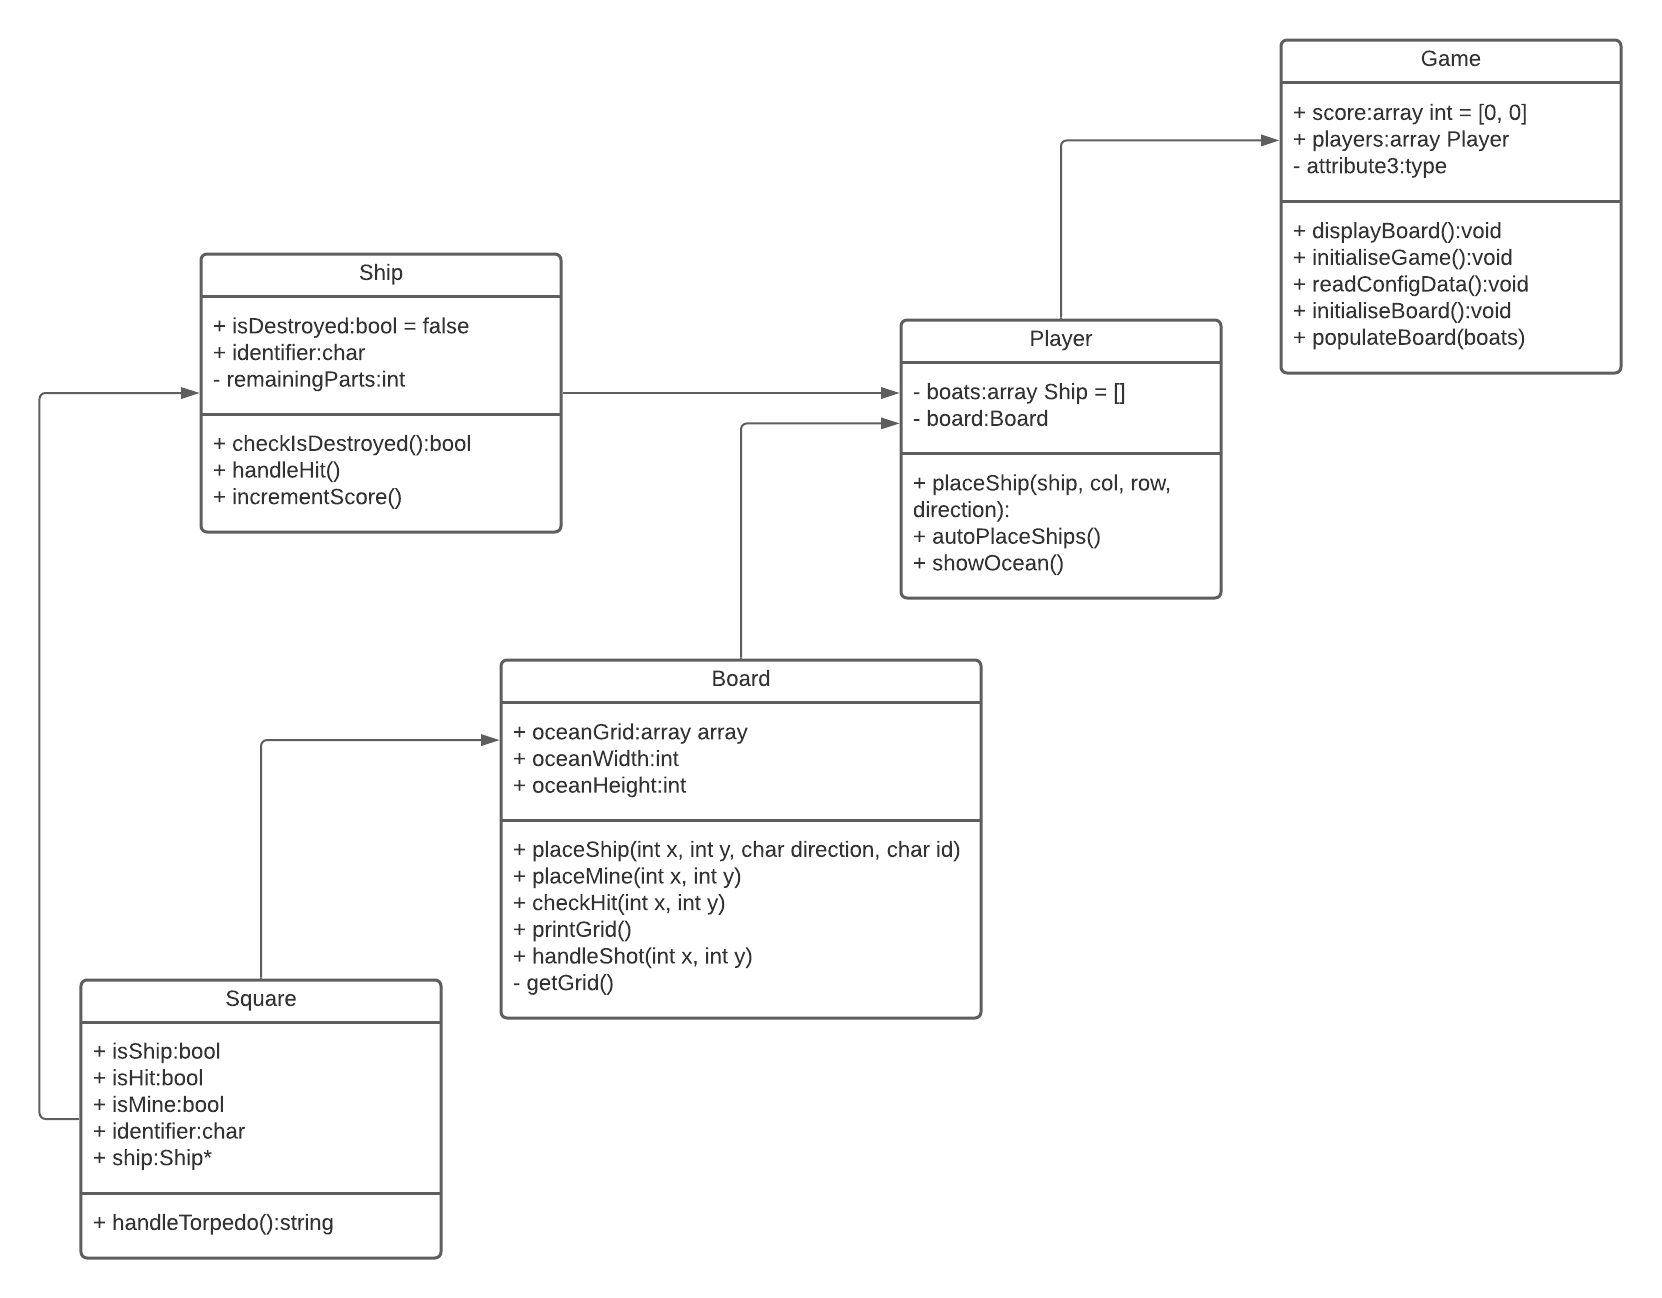 Game
+ score:array int = [0, 0]
+ players:array Player
- attribute3:type
+ displayBoard():void
+ initialiseGame():void
+ readConfigData():void
+ initialiseBoard():void
+ populateBoard(boats)
Ship
+ isDestroyed:bool = false
+ identifier:char
- remainingParts:int
+ checkIsDestroyed():bool
+ handleHit()
+ incrementScore()
Player
- boats:array Ship = []
- board:Board
+ placeShip(ship, col, row,
direction):
+ autoPlaceShips()
+ showOcean()
Board
+ oceanGrid:array array
+ oceanWidth:int
+ oceanHeight:int
+ placeShip(int x, int y, char direction, char id)
+ placeMine(int x, int y)
+ checkHit(int x, int y)
+ printGrid()
+ handleShot(int x, int y)
- getGrid()
Square
+ isShip:bool
+ isHit:bool
+ isMine:bool
+ identifier:char
+ ship:Ship*
+ handleTorpedo():string